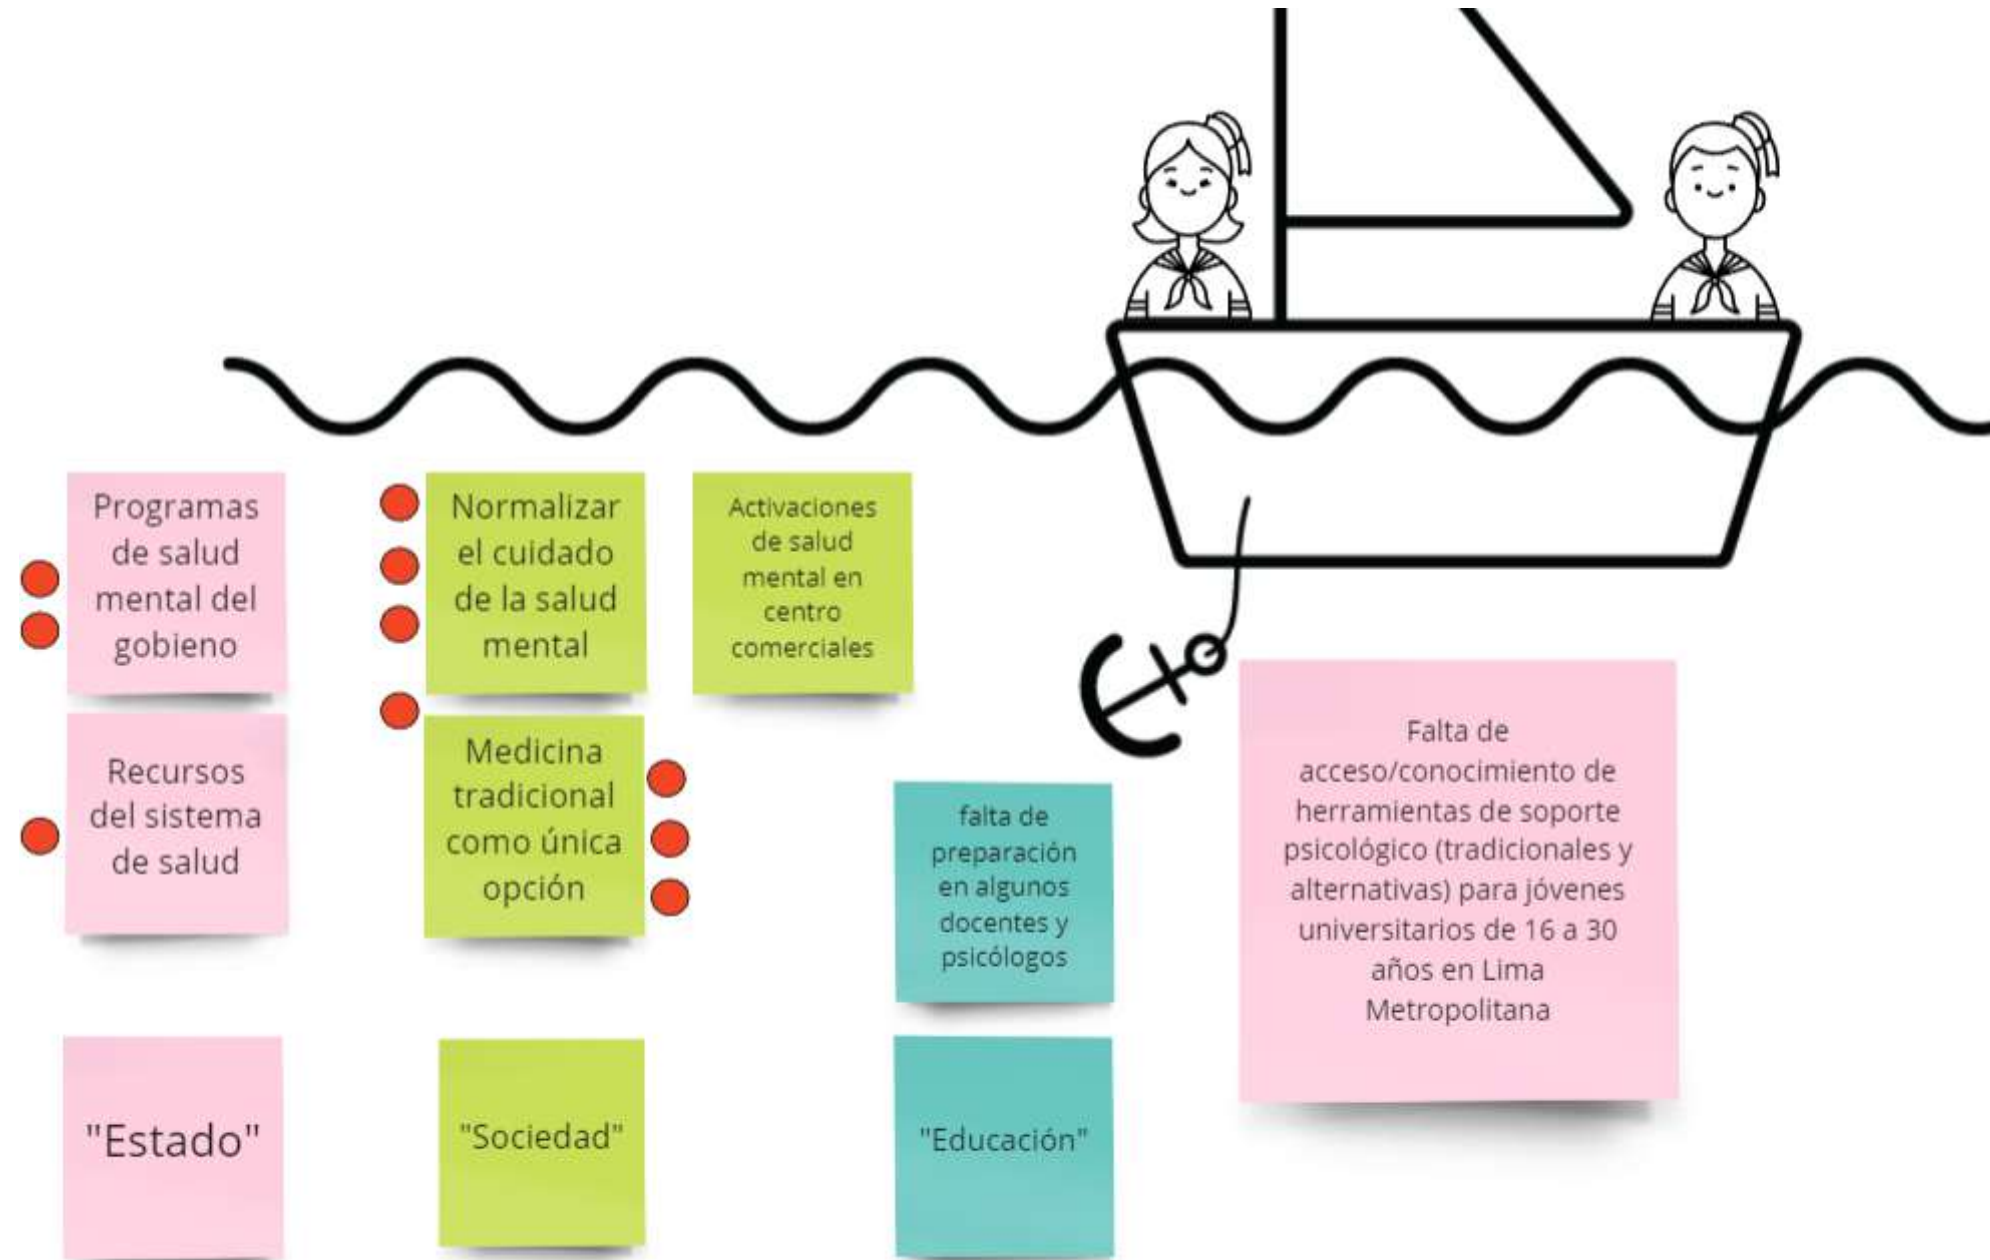 Programas
de salud
mental del
gobieno
Normalizar
el cuidado
de la salud
mental
Activaciones
de salud
mental en
centro
comerciales
Recursos
del sistema
de salud
Medicina
tradicional
como única
opción
falta de
preparación
en algunos
docentes y
psicólogos
Falta de
acceso/conocimiento de
herramientas de soporte
psicológico (tradicionales y
alternativas) para jóvenes
universitarios de 16 a 30
años en Lima
Metropolitana
"Estado"
"Sociedad"
"Educación"